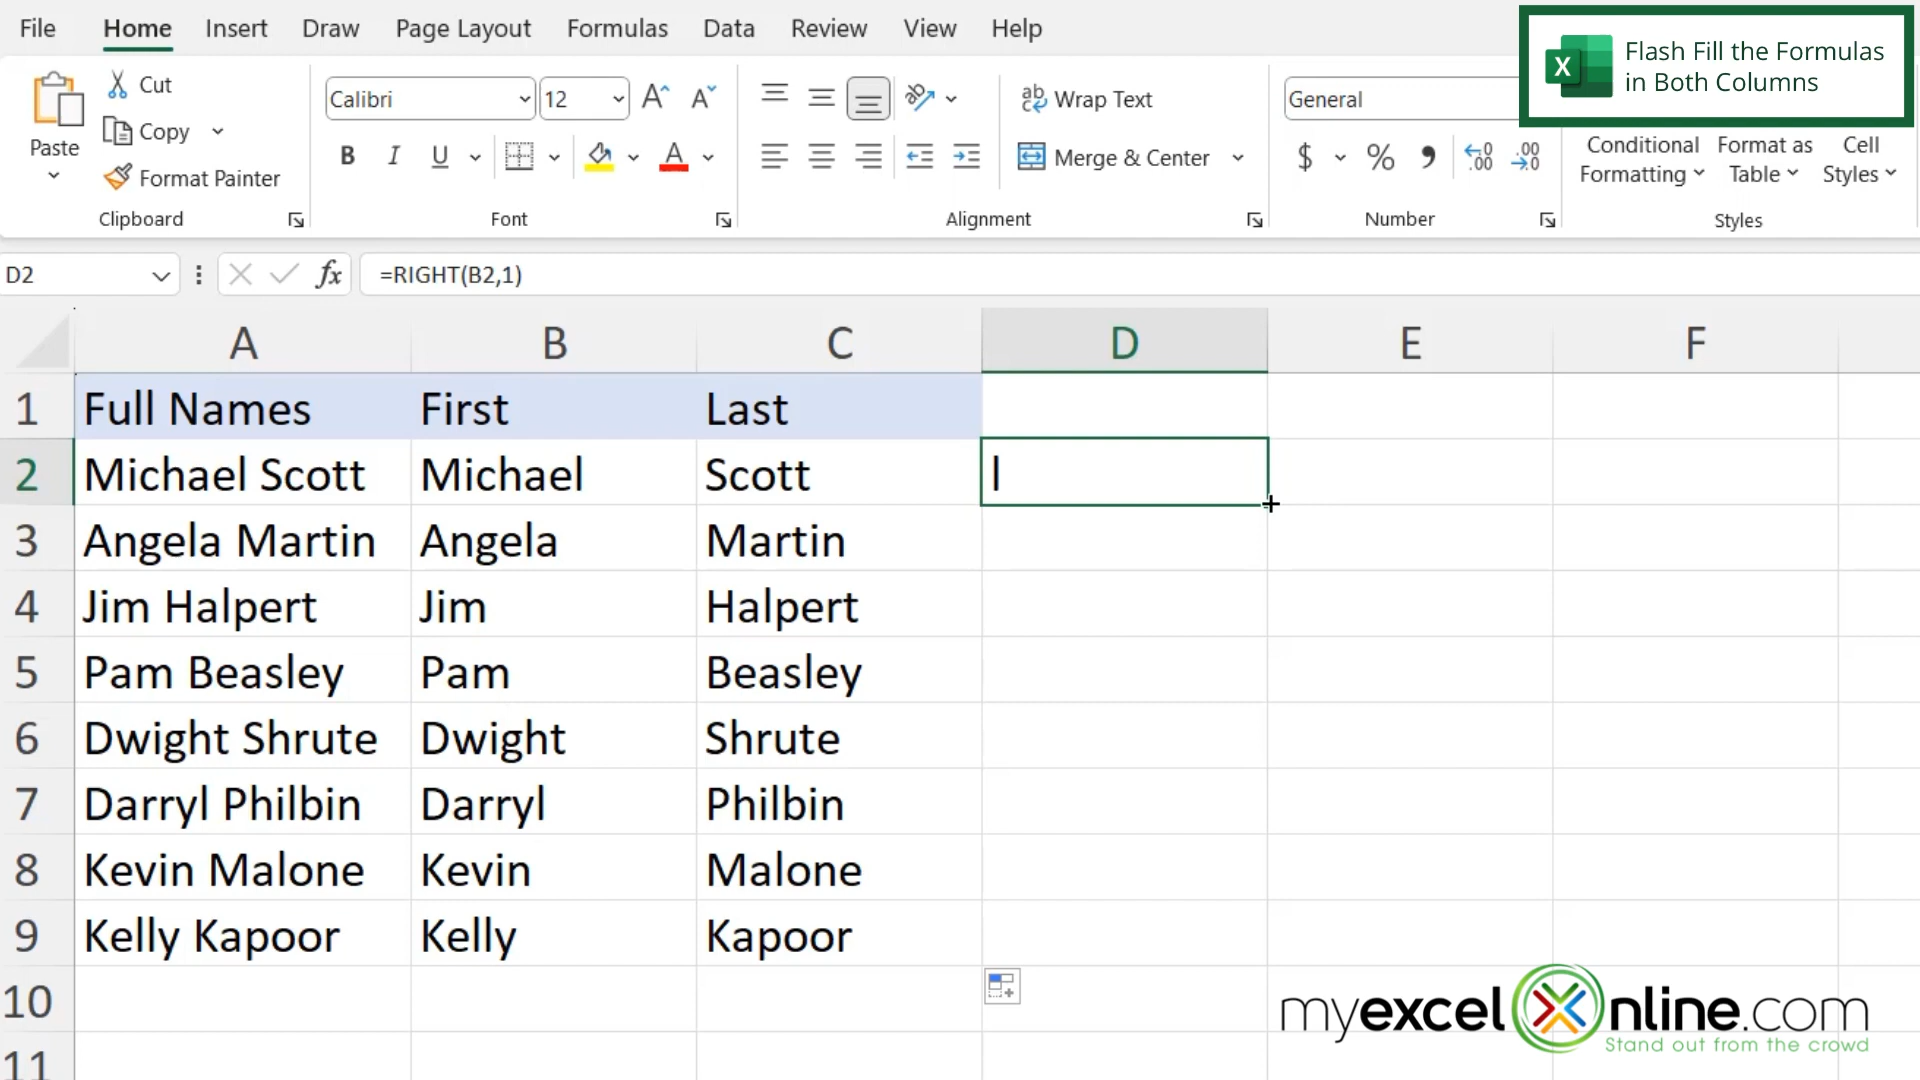 File Home Insert Draw Page Layout Formulas Data Review View Help
Flash Fill the Formulas
in Both Columns
Paste
Cut
Copy
Format Painter
Clipboard
Calibri 12
B I U
Font
Wrap Text
Merge & Center
Alignment
General
$ % 9 .00 .00
Number
Conditional
Formatting
Format as
Table
Cell
Styles
Styles
D2 fx =RIGHT(B2,1)
A B C D E F
1 Full Names First Last
2 Michael Scott Michael Scott l
3 Angela Martin Angela Martin
4 Jim Halpert Jim Halpert
5 Pam Beasley Pam Beasley
6 Dwight Shrute Dwight Shrute
7 Darryl Philbin Darryl Philbin
8 Kevin Malone Kevin Malone
9 Kelly Kapoor Kelly Kapoor
10
11
myexcelonline.com
Stand out from the crowd